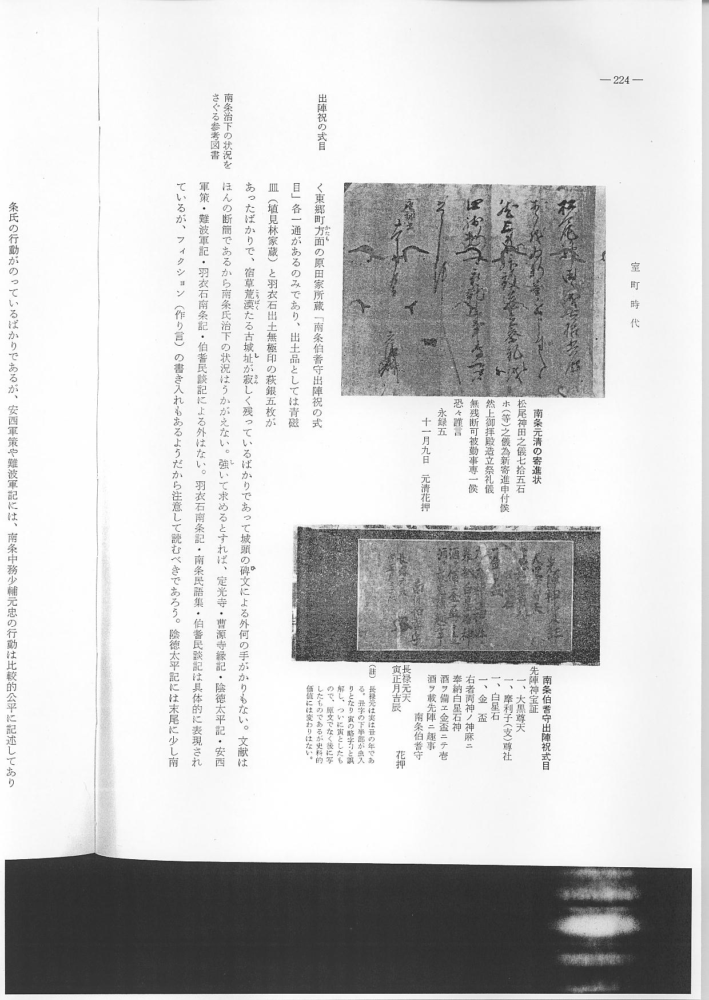 ― 224 ―
室町時代
南条元清の寄進状
松尾神田之儀七拾五石
ホ(等)之儀為新寄進申付候
然上御拝殿造立祭礼儀
無残断可被勤事専一候
恐々謹言
永録五
十一月九日　元清花押
南条伯耆守出陣祝式目
先陣神宝証
一、大黒尊天
一、摩利子(支)尊社
一、白星石
一、金　盃
右者両神ノ神麻ニ
奉納白星石神
酒ヲ備ヱ金盃ニテ壱
酒ヲ載先陣ニ趣事
南条伯耆守
長禄元天　　　花押
寅正月吉辰
(註)　長禄元は実は丑の年であ
る。丑字の下半部が虫入
りとなり寅の略字と誤
解し、ついに寅としたも
ので、原文でなく後に写
したものであるが史料的
価値には変わりはない。
出陣祝の式目
く東郷町方面かたもの原田家所蔵「南条伯耆守出陣祝の式
目」各一通があるのみであり、出土品としては青磁
皿（埴見林家蔵）と羽衣石出土無極印の萩銀五枚が
南条治下の状況を
さぐる参考図書
あったばかりで、宿草荒漠こうばくたる古城址しが寂さみしく残っているばかりであって城頭の碑ひ文による外何の手がかりもない。文献は
ほんの断簡であるから南条氏治下の状況はうかがえない。強しいて求めるとすれば、定光寺・曹源寺縁記・陰徳太平記・安西
軍策・難波軍記・羽衣石南条記・伯耆民談記による外はない。羽衣石南条記・南条民語集・伯耆民談記は具体的に表現され
ているが、フィクション（作り言）の書き入れもあるようだから注意して読むべきであろう。陰徳太平記には末尾に少し南
条氏の行動がのっているばかりであるが、安西軍策や難波軍記には、南条中務少輔元忠の行動は比較的公平に記述してあり